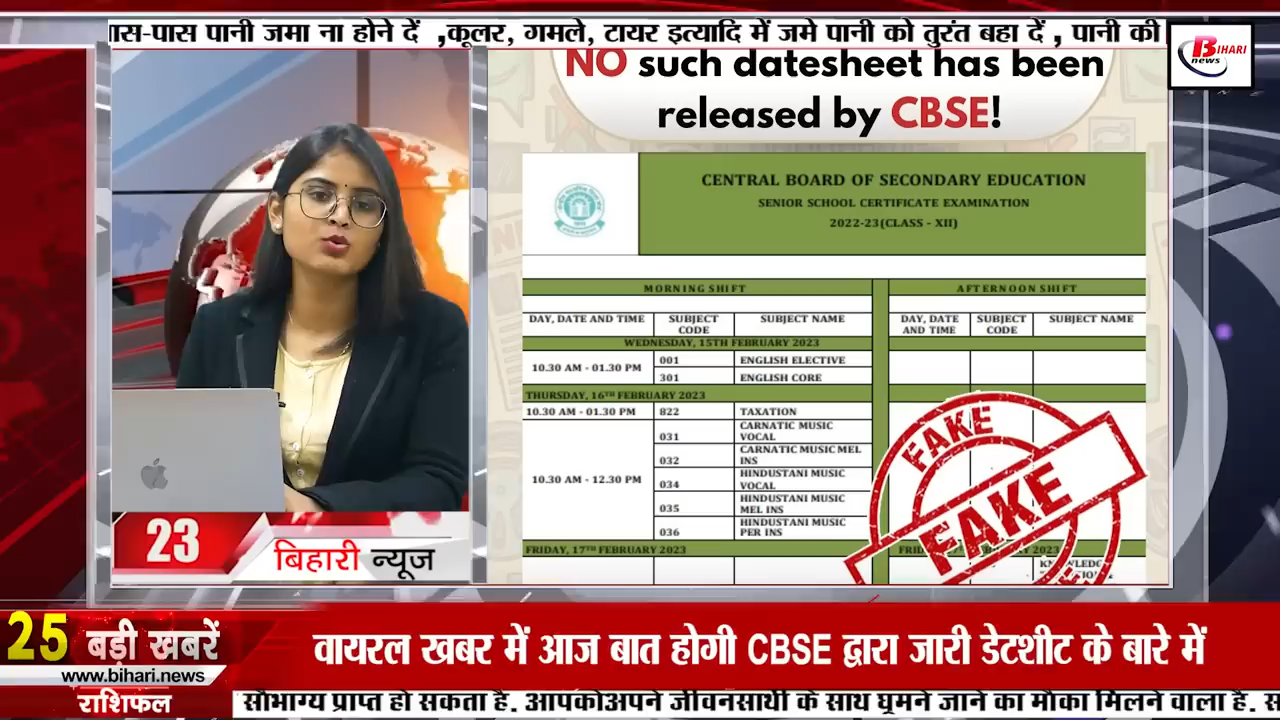 पानी जमा ना होने दें ,कूलर, गमले, टायर इत्यादि में जमे पानी को तुरंत बहा दें , पानी की
BIHARI
news
NO such datesheet has been
released by CBSE!
CENTRAL BOARD OF SECONDARY EDUCATION
SENIOR SCHOOL CERTIFICATE EXAMINATION
2022-23(CLASS - XII)
MORNING SHIFT
AFTERNOON SHIFT
DAY, DATE AND TIME SUBJECT CODE SUBJECT NAME
DAY, DATE AND TIME SUBJECT CODE SUBJECT NAME
WEDNESDAY, 15TH FEBRUARY 2023
10.30 AM - 01.30 PM
001 ENGLISH ELECTIVE
301 ENGLISH CORE
THURSDAY, 16TH FEBRUARY 2023
10.30 AM - 01.30 PM 822 TAXATION
10.30 AM - 12.30 PM
031 CARNATIC MUSIC VOCAL
032 CARNATIC MUSIC MEL INS
034 HINDUSTANI MUSIC VOCAL
035 HINDUSTANI MUSIC MEL INS
036 HINDUSTANI MUSIC PER INS
FRIDAY, 17TH FEBRUARY 2023
FAKE
FAKE
23
बिहारी न्यूज
25 बड़ी खबरें
www.bihari.news
वायरल खबर में आज बात होगी CBSE द्वारा जारी डेटशीट के बारे में
राशिफल
सौभाग्य प्राप्त हो सकता है. आपकोअपने जीवनसाथी के साथ घूमने जाने का मौका मिलने वाला है.